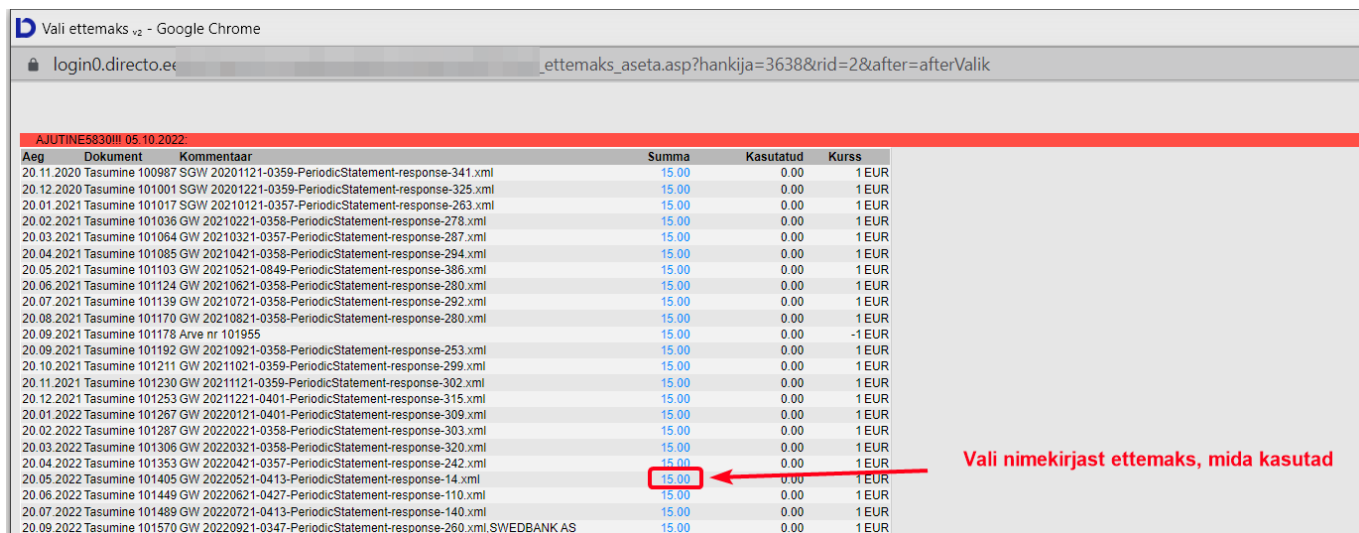 Vali ettemaks v2 - Google Chrome
login0.directo.ee _ettemaks_aseta.asp?hankija=3638&rid=2&after=afterValik
AJUTINE5830!!! 05.10.2022:
Aeg Dokument Kommentaar Summa Kasutatud Kurss
20.11.2020 Tasumine 100987 SGW 20201121-0359-PeriodicStatement-response-341.xml 15.00 0.00 1 EUR
20.12.2020 Tasumine 101001 SGW 20201221-0359-PeriodicStatement-response-325.xml 15.00 0.00 1 EUR
20.01.2021 Tasumine 101017 SGW 20210121-0357-PeriodicStatement-response-263.xml 15.00 0.00 1 EUR
20.02.2021 Tasumine 101036 GW 20210221-0358-PeriodicStatement-response-278.xml 15.00 0.00 1 EUR
20.03.2021 Tasumine 101064 GW 20210321-0357-PeriodicStatement-response-287.xml 15.00 0.00 1 EUR
20.04.2021 Tasumine 101085 GW 20210421-0358-PeriodicStatement-response-294.xml 15.00 0.00 1 EUR
20.05.2021 Tasumine 101103 GW 20210521-0849-PeriodicStatement-response-386.xml 15.00 0.00 1 EUR
20.06.2021 Tasumine 101124 GW 20210621-0358-PeriodicStatement-response-280.xml 15.00 0.00 1 EUR
20.07.2021 Tasumine 101139 GW 20210721-0358-PeriodicStatement-response-292.xml 15.00 0.00 1 EUR
20.08.2021 Tasumine 101170 GW 20210821-0358-PeriodicStatement-response-280.xml 15.00 0.00 1 EUR
20.09.2021 Tasumine 101178 Arve nr 101955 15.00 0.00 -1 EUR
20.09.2021 Tasumine 101192 GW 20210921-0358-PeriodicStatement-response-253.xml 15.00 0.00 1 EUR
20.10.2021 Tasumine 101211 GW 20211021-0359-PeriodicStatement-response-299.xml 15.00 0.00 1 EUR
20.11.2021 Tasumine 101230 GW 20211121-0359-PeriodicStatement-response-302.xml 15.00 0.00 1 EUR
20.12.2021 Tasumine 101253 GW 20211221-0401-PeriodicStatement-response-315.xml 15.00 0.00 1 EUR
20.01.2022 Tasumine 101267 GW 20220121-0401-PeriodicStatement-response-309.xml 15.00 0.00 1 EUR
20.02.2022 Tasumine 101287 GW 20220221-0358-PeriodicStatement-response-303.xml 15.00 0.00 1 EUR
20.03.2022 Tasumine 101306 GW 20220321-0358-PeriodicStatement-response-320.xml 15.00 0.00 1 EUR
20.04.2022 Tasumine 101353 GW 20220421-0357-PeriodicStatement-response-242.xml 15.00 0.00 1 EUR
Vali nimekirjast ettemaks, mida kasutad
20.05.2022 Tasumine 101405 GW 20220521-0413-PeriodicStatement-response-14.xml 15.00 0.00 1 EUR
20.06.2022 Tasumine 101449 GW 20220621-0427-PeriodicStatement-response-110.xml 15.00 0.00 1 EUR
20.07.2022 Tasumine 101489 GW 20220721-0413-PeriodicStatement-response-140.xml 15.00 0.00 1 EUR
20.09.2022 Tasumine 101570 GW 20220921-0347-PeriodicStatement-response-260.xml,SWEDBANK AS 15.00 0.00 1 EUR